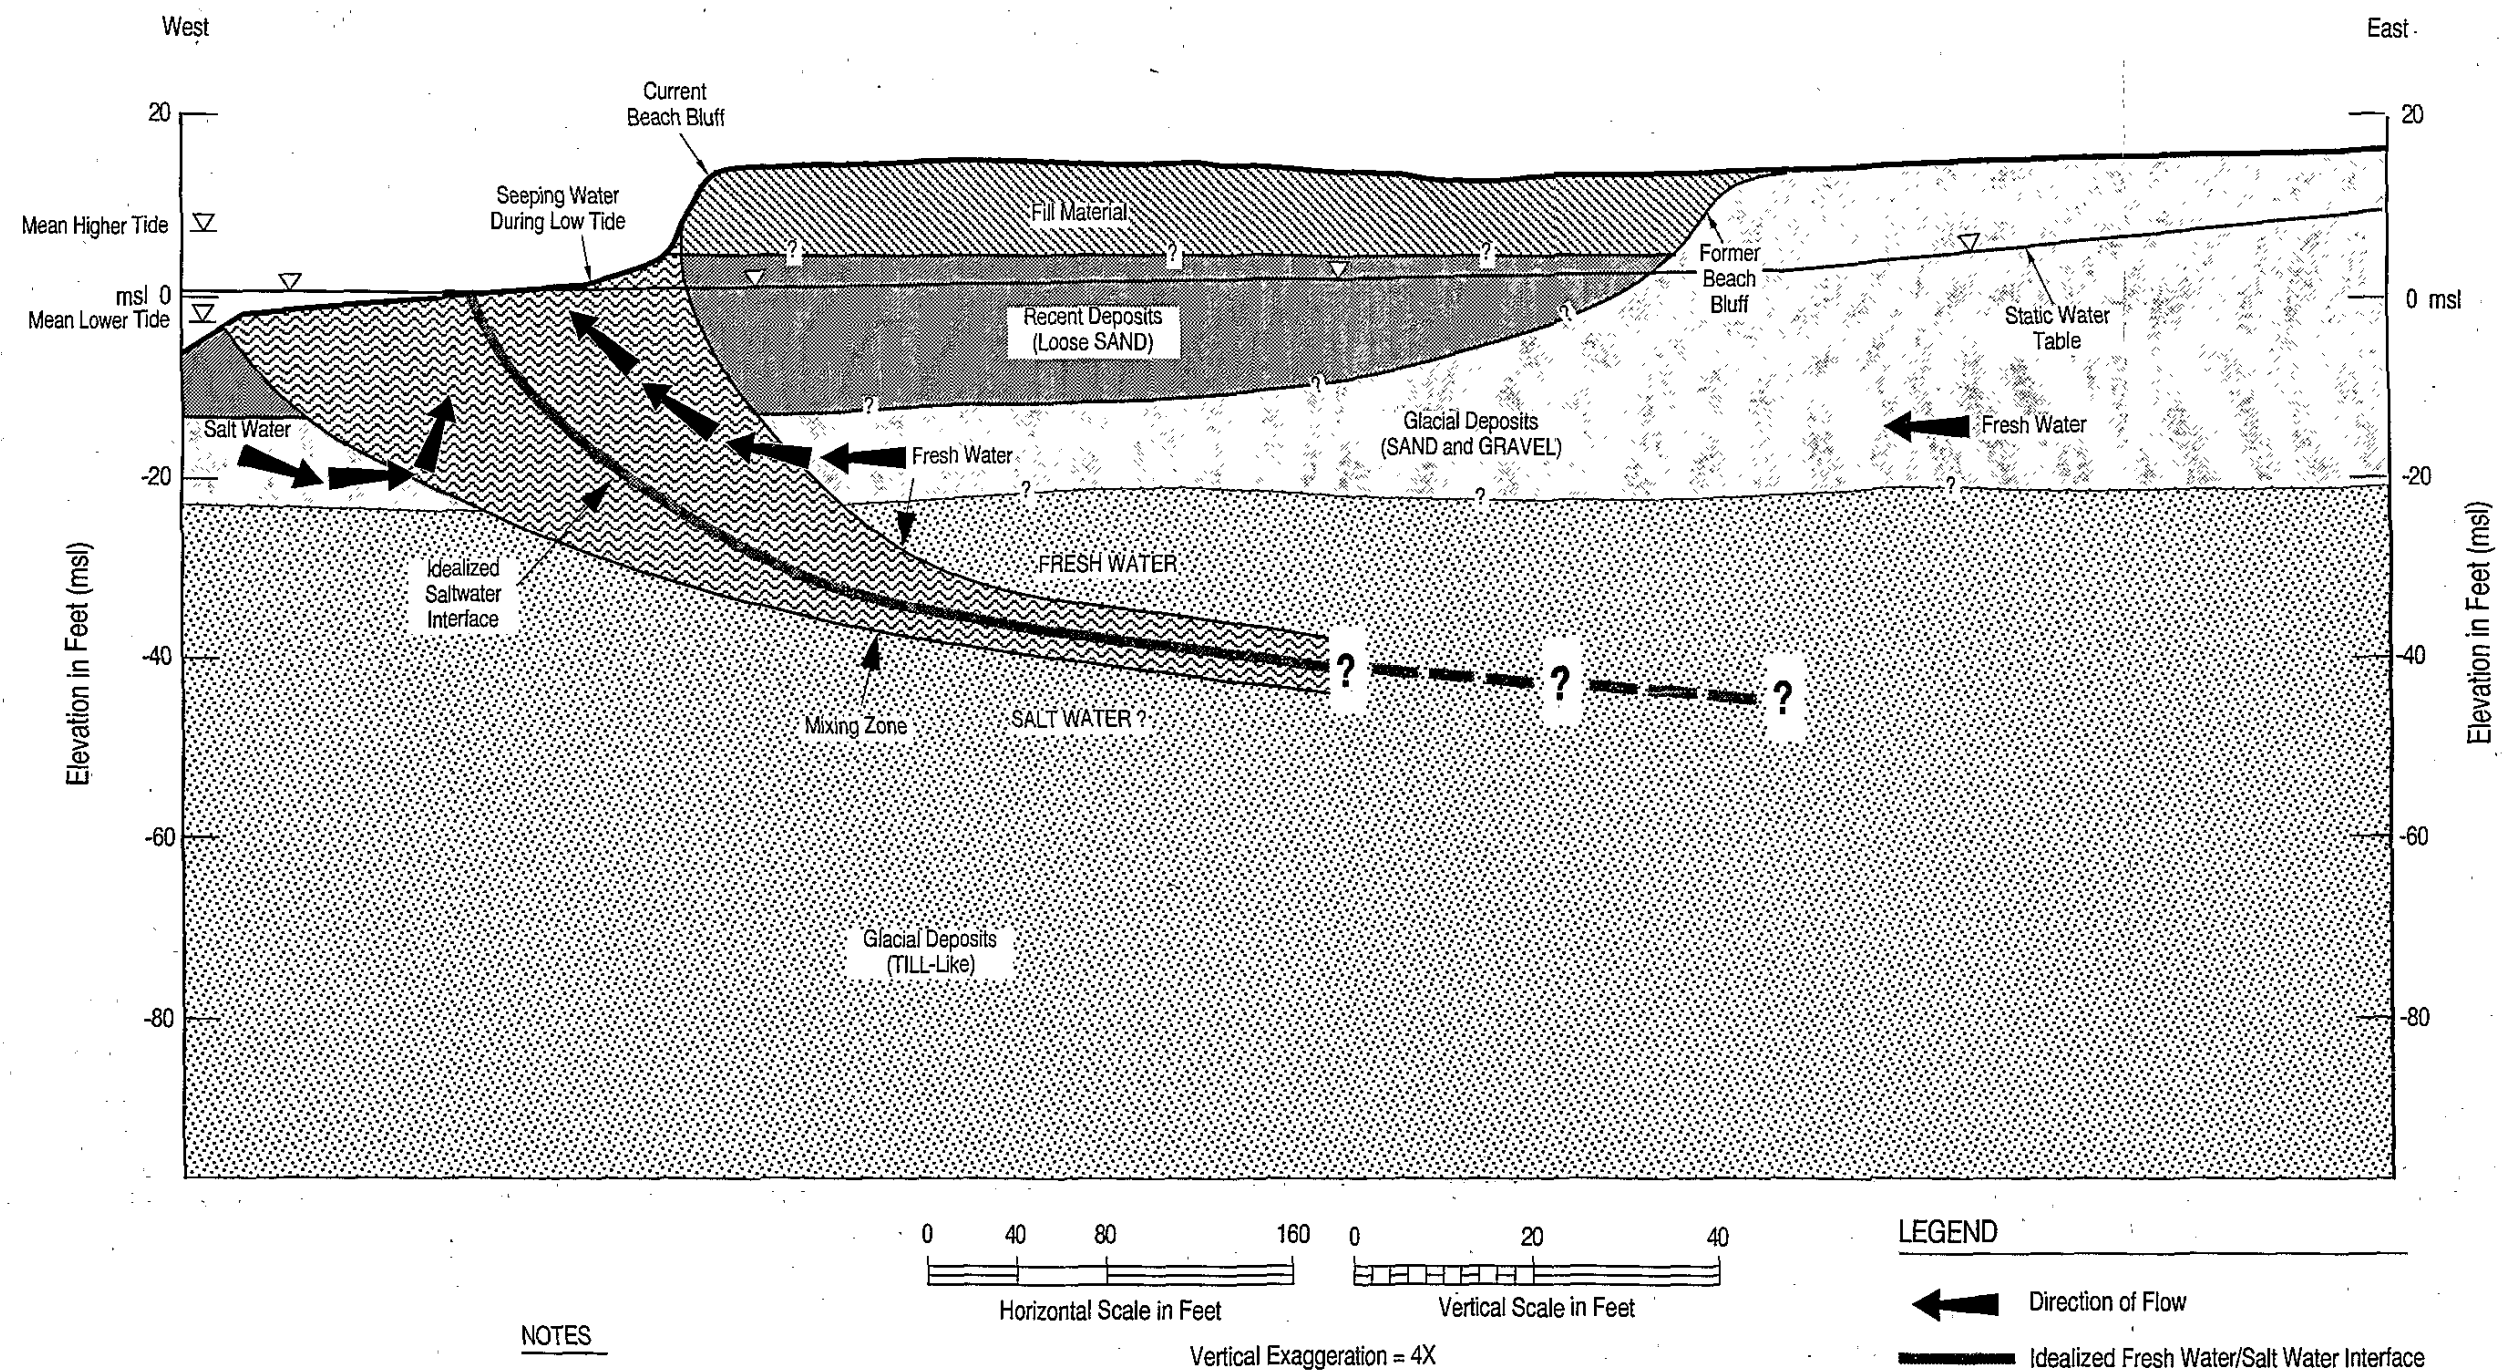 West
East
Current
Beach Bluff
20
20
Seeping Water
During Low Tide
Mean Higher Tide
Fill Material
?
?
?
Former
Beach
Bluff
msl 0
0 msl
Mean Lower Tide
Recent Deposits
(Loose SAND)
?
Static Water
Table
?
?
Glacial Deposits
(SAND and GRAVEL)
Fresh Water
Salt Water
Fresh Water
-20
-20
?
?
?
Elevation in Feet (msl)
Elevation in Feet (msl)
Idealized
Saltwater
Interface
FRESH WATER
-40
-40
?
?
?
Mixing Zone
SALT WATER ?
-60
-60
Glacial Deposits
(TILL-Like)
-80
-80
0 40 80 160
Horizontal Scale in Feet
0 20 40
Vertical Scale in Feet
Vertical Exaggeration = 4X
NOTES
LEGEND
Direction of Flow
Idealized Fresh Water/Salt Water Interface